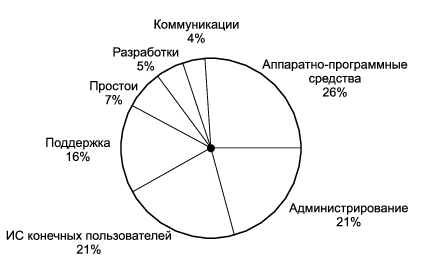 Коммуникации
4%
Разработки
5%
Простои
7%
Поддержка
16%
ИС конечных пользователей
21%
Аппаратно-программные
средства
26%
Администрирование
21%